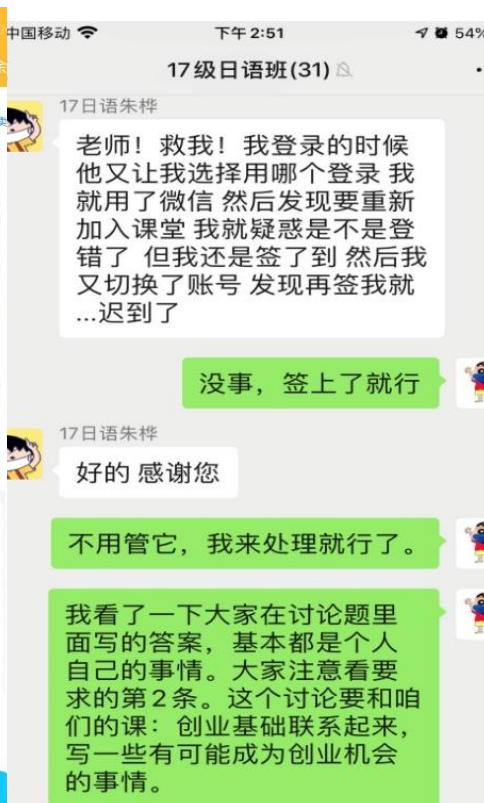 中国移动
下午 2:51
54%
17级日语班(31)
17日语朱桦
老师！救我！我登录的时候
他又让我选择用哪个登录 我
就用了微信 然后发现要重新
加入课堂 我就疑惑是不是登
错了 但我还是签了到 然后我
又切换了账号 发现再签我就
...迟到了
没事，签上了就行
17日语朱桦
好的 感谢您
不用管它，我来处理就行了。
我看了一下大家在讨论题里
面写的答案，基本都是个人
自己的事情。大家注意看要
求的第2条。这个讨论要和咱
们的课：创业基础联系起来，
写一些有可能成为创业机会
的事情。